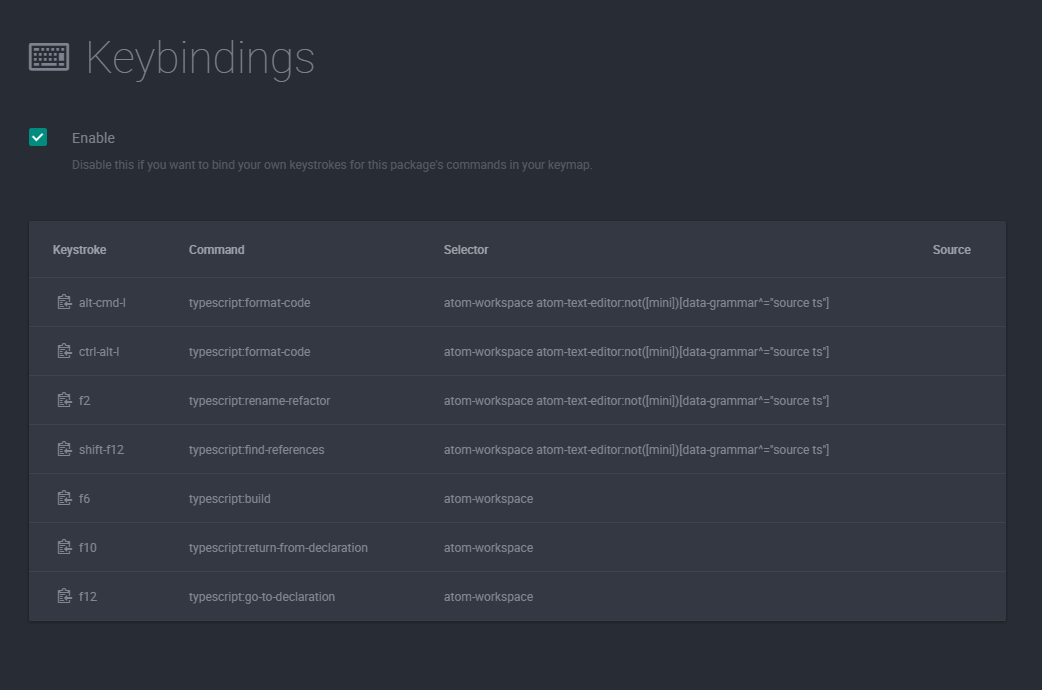 Keybindings
Enable
Disable this if you want to bind your own keystrokes for this package's commands in your keymap.
Keystroke Command Selector Source
alt-cmd-l typescript:format-code atom-workspace atom-text-editor:not([mini])[data-grammar^="source ts"]
ctrl-alt-l typescript:format-code atom-workspace atom-text-editor:not([mini])[data-grammar^="source ts"]
f2 typescript:rename-refactor atom-workspace atom-text-editor:not([mini])[data-grammar^="source ts"]
shift-f12 typescript:find-references atom-workspace atom-text-editor:not([mini])[data-grammar^="source ts"]
f6 typescript:build atom-workspace
f10 typescript:return-from-declaration atom-workspace
f12 typescript:go-to-declaration atom-workspace